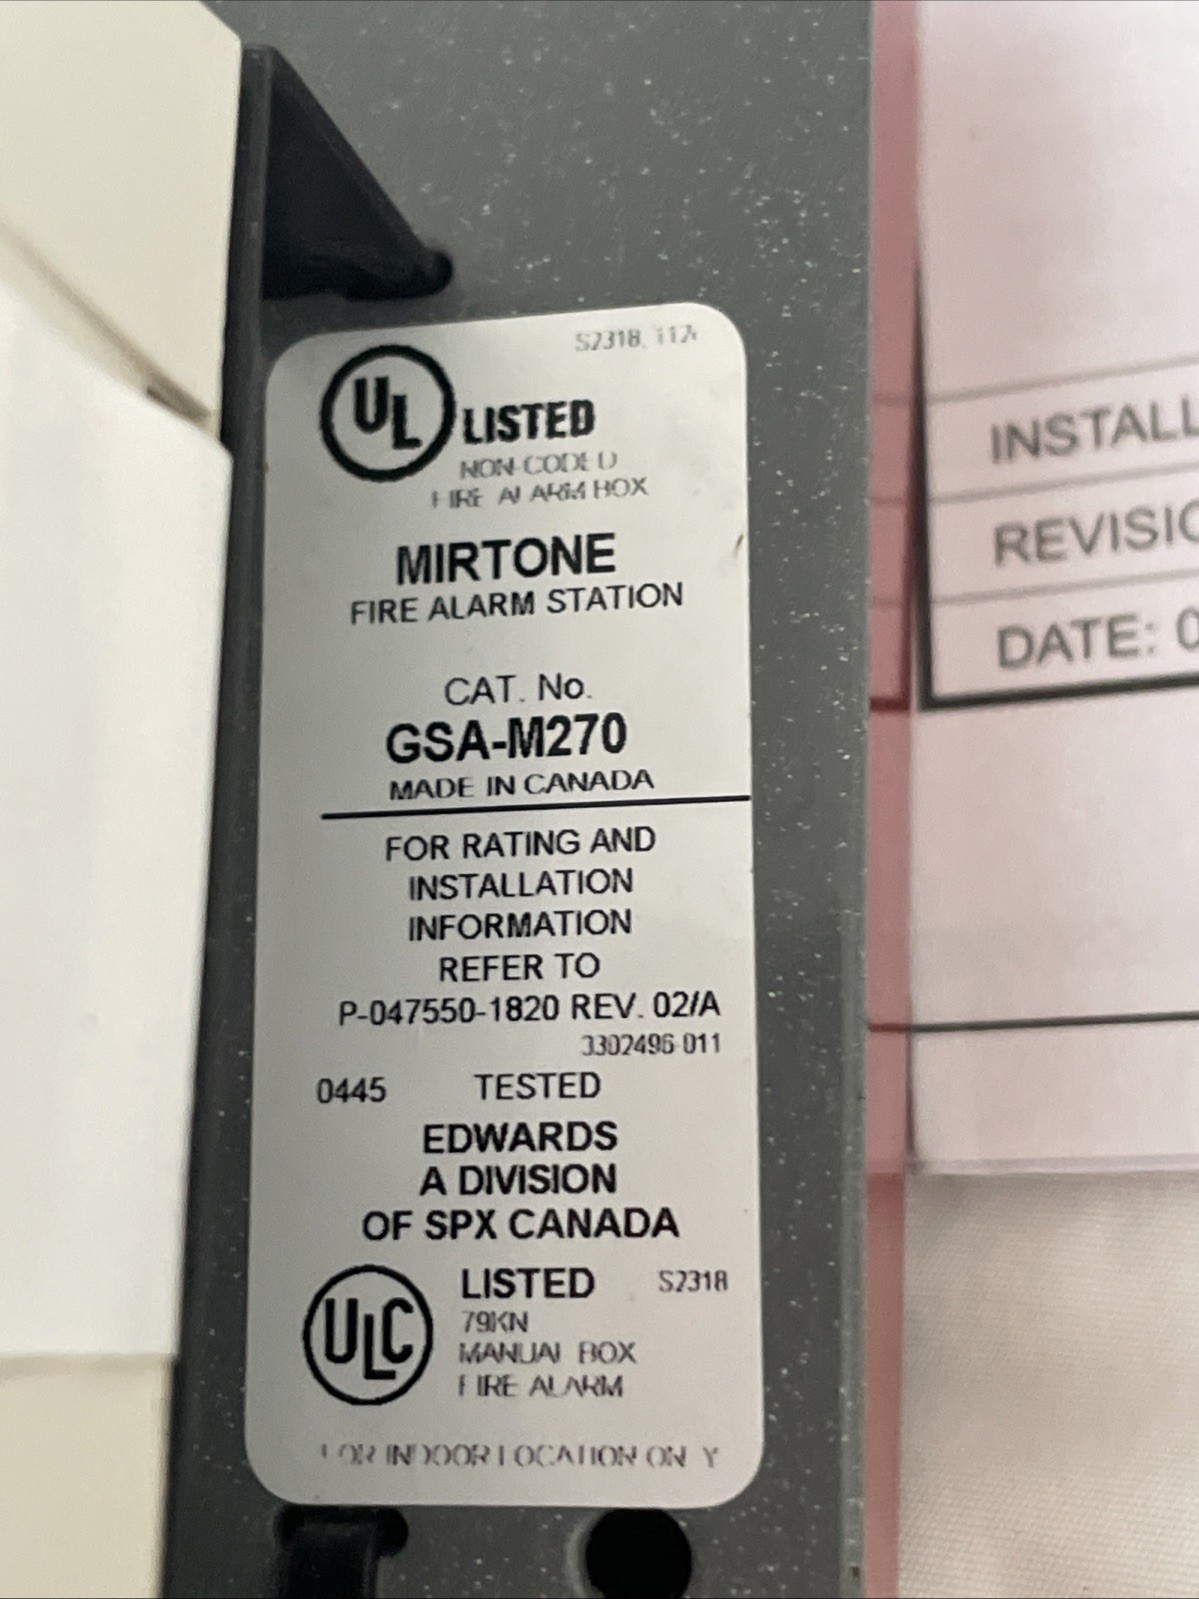 S2318,
UL LISTED
NON-CODED
FIRE ALARM BOX
MIRTONE
FIRE ALARM STATION
CAT. No.
GSA-M270
MADE IN CANADA
FOR RATING AND
INSTALLATION
INFORMATION
REFER TO
P-047550-1820 REV. 02/A
3302496-011
0445 TESTED
EDWARDS
A DIVISION
OF SPX CANADA
ULC LISTED S2318
79KN
MANUAL BOX
FIRE ALARM
FOR INDOOR LOCATION ONLY
INSTALL
REVISIO
DATE: 0